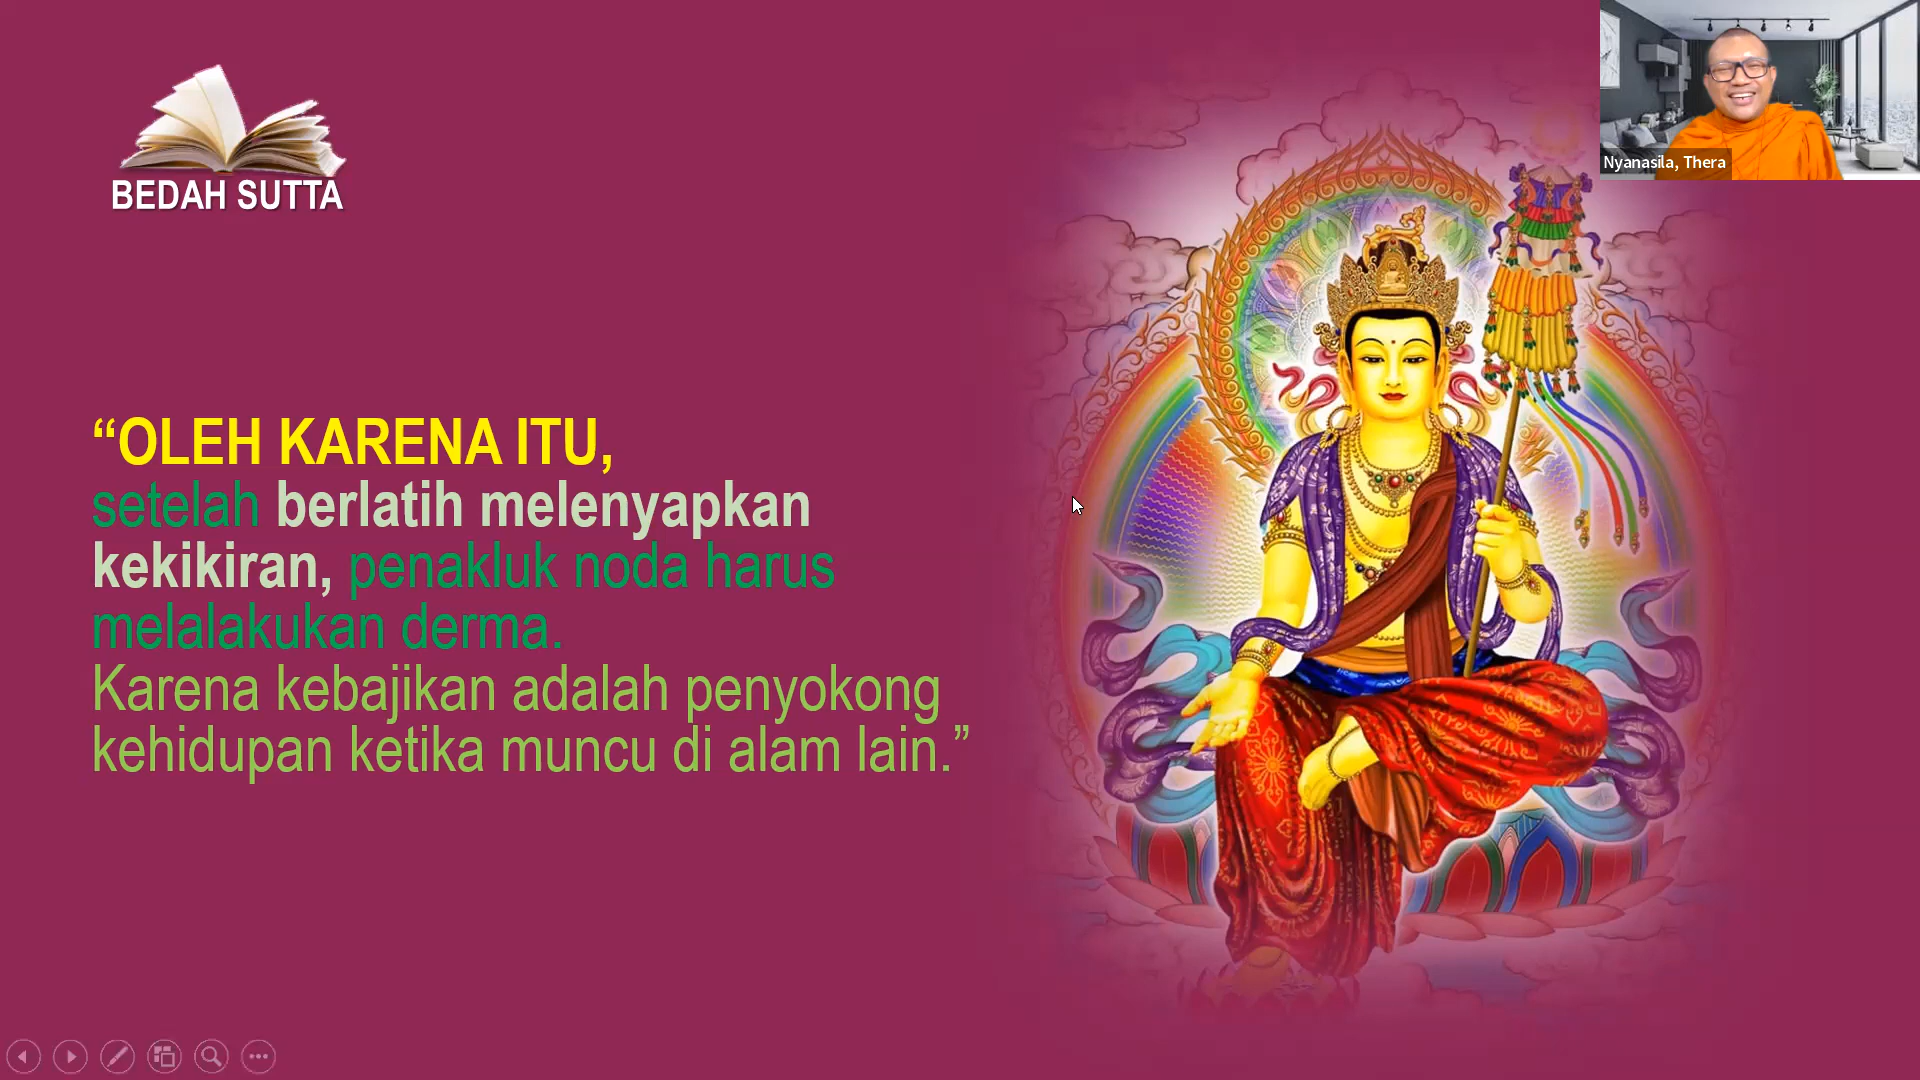 Nyanasila, Thera
BEDAH SUTTA
“OLEH KARENA ITU,
setelah berlatih melenyapkan
kekikiran, penakluk noda harus
melalakukan derma.
Karena kebajikan adalah penyokong
kehidupan ketika muncu di alam lain.”